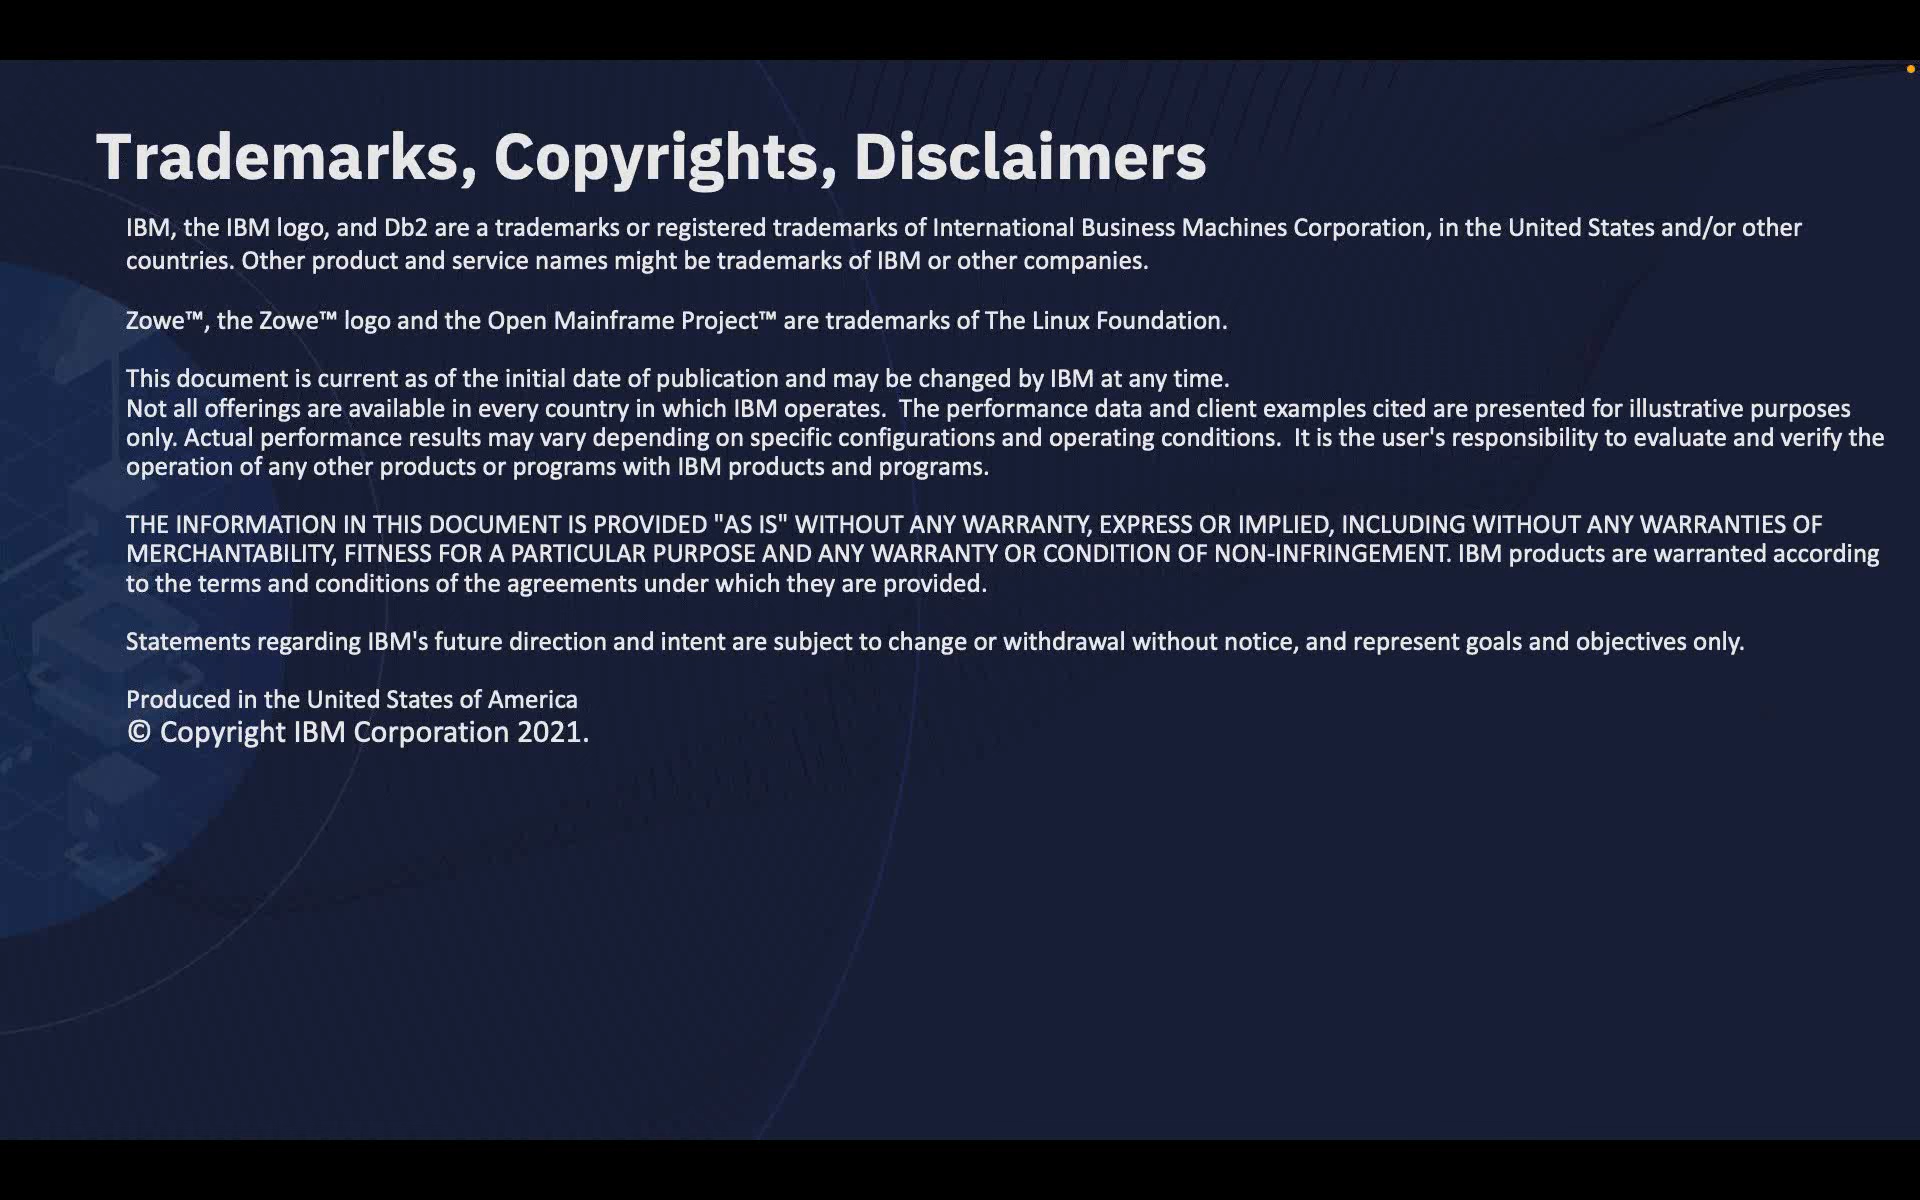 Trademarks, Copyrights, Disclaimers
IBM, the IBM logo, and Db2 are a trademarks or registered trademarks of International Business Machines Corporation, in the United States and/or other
countries. Other product and service names might be trademarks of IBM or other companies.
Zowe™, the Zowe™ logo and the Open Mainframe Project™ are trademarks of The Linux Foundation.
This document is current as of the initial date of publication and may be changed by IBM at any time.
Not all offerings are available in every country in which IBM operates.  The performance data and client examples cited are presented for illustrative purposes
only. Actual performance results may vary depending on specific configurations and operating conditions.  It is the user's responsibility to evaluate and verify the
operation of any other products or programs with IBM products and programs.
THE INFORMATION IN THIS DOCUMENT IS PROVIDED "AS IS" WITHOUT ANY WARRANTY, EXPRESS OR IMPLIED, INCLUDING WITHOUT ANY WARRANTIES OF
MERCHANTABILITY, FITNESS FOR A PARTICULAR PURPOSE AND ANY WARRANTY OR CONDITION OF NON-INFRINGEMENT. IBM products are warranted according
to the terms and conditions of the agreements under which they are provided.
Statements regarding IBM's future direction and intent are subject to change or withdrawal without notice, and represent goals and objectives only.
Produced in the United States of America
© Copyright IBM Corporation 2021.